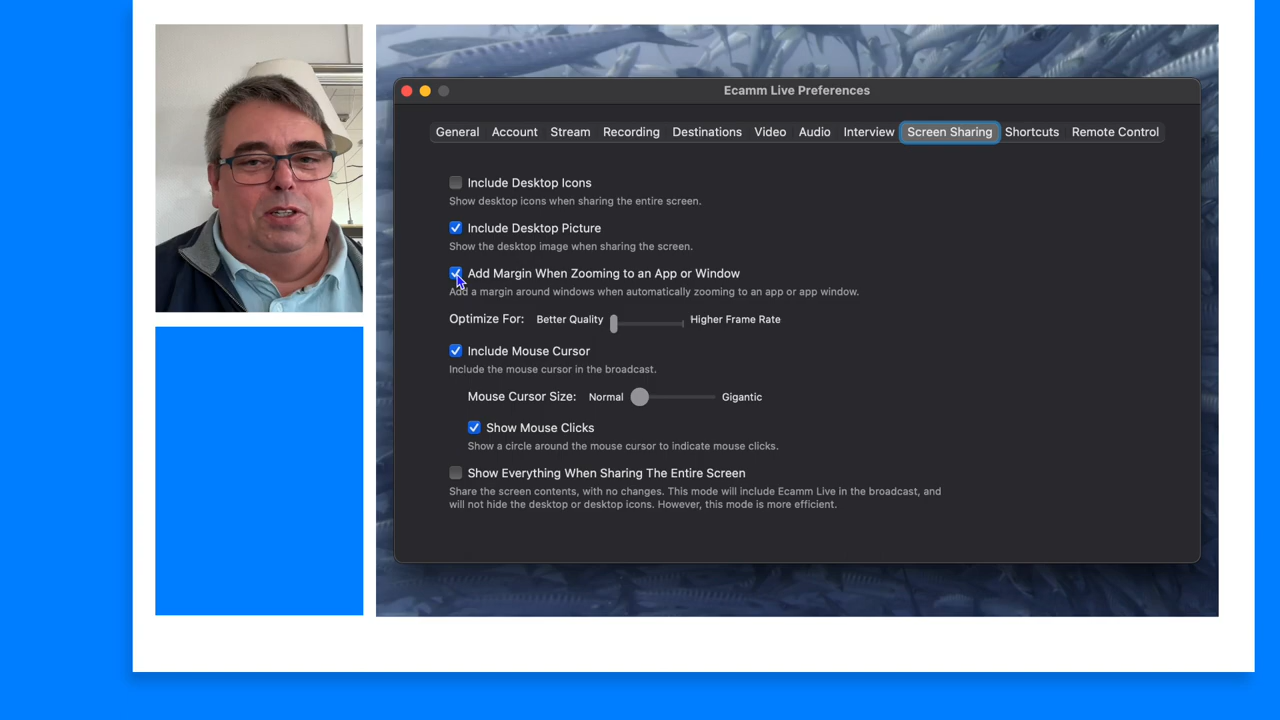 Ecamm Live Preferences
General Account Stream Recording Destinations Video Audio Interview Screen Sharing Shortcuts Remote Control
Include Desktop Icons
Show desktop icons when sharing the entire screen.
Include Desktop Picture
Show the desktop image when sharing the screen.
Add Margin When Zooming to an App or Window
Add a margin around windows when automatically zooming to an app or app window.
Optimize For: Better Quality Higher Frame Rate
Include Mouse Cursor
Include the mouse cursor in the broadcast.
Mouse Cursor Size: Normal Gigantic
Show Mouse Clicks
Show a circle around the mouse cursor to indicate mouse clicks.
Show Everything When Sharing The Entire Screen
Share the screen contents, with no changes. This mode will include Ecamm Live in the broadcast, and
will not hide the desktop or desktop icons. However, this mode is more efficient.